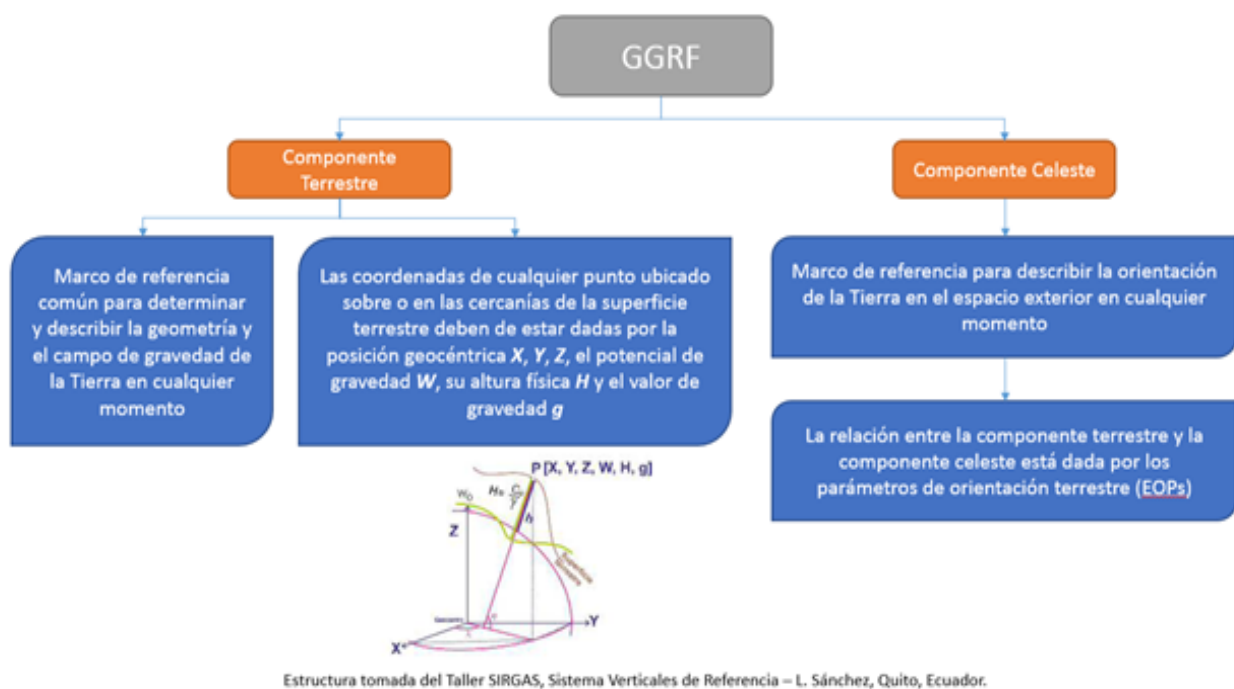 GGRF
Componente
Terrestre
Componente Celeste
Marco de referencia
común para determinar
y describir la geometría y
el campo de gravedad de
la Tierra en cualquier
momento
Las coordenadas de cualquier punto ubicado
sobre o en las cercanías de la superficie
terrestre deben de estar dadas por la
posición geocéntrica X, Y, Z, el potencial de
gravedad W, su altura física H y el valor de
gravedad g
Marco de referencia para describir la orientación
de la Tierra en el espacio exterior en cualquier
momento
La relación entre la componente terrestre y la
componente celeste está dada por los
parámetros de orientación terrestre (EOPs)
P [X, Y, Z, W, H, g]
W₀
h
Z
Superficie
Terrestre
Y
X
Estructura tomada del Taller SIRGAS, Sistema Verticales de Referencia – L. Sánchez, Quito, Ecuador.